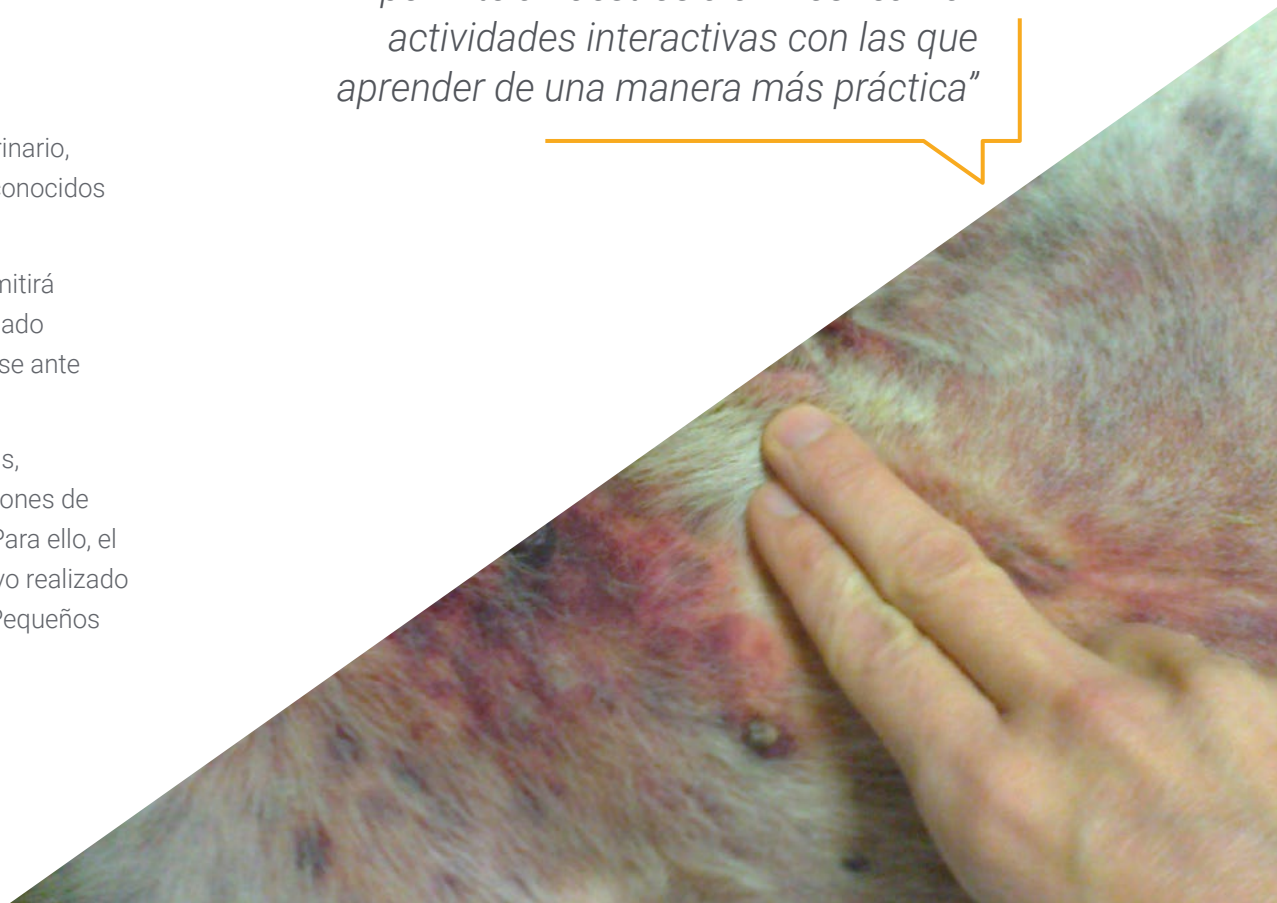 actividades interactivas con las que
aprender de una manera más práctica”
rinario,
onocidos
mitirá
ado
se ante
s,
ones de
Para ello, el
vo realizado
Pequeños